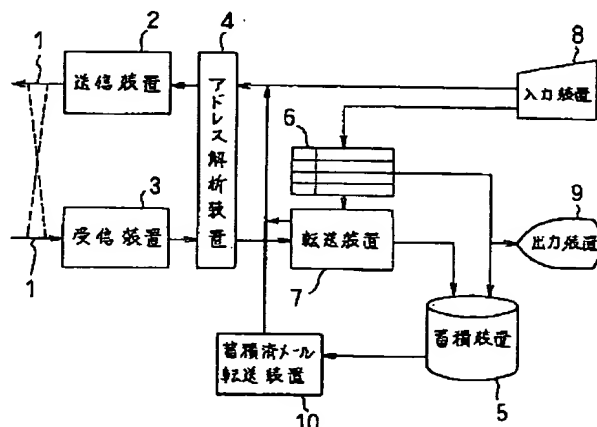 1
2
送信装置
4
アドレス解析装置
8
入力装置
6
3
受信装置
1
転送装置
7
9
出力装置
蓄積装置
5
蓄積済メール
転送装置
10